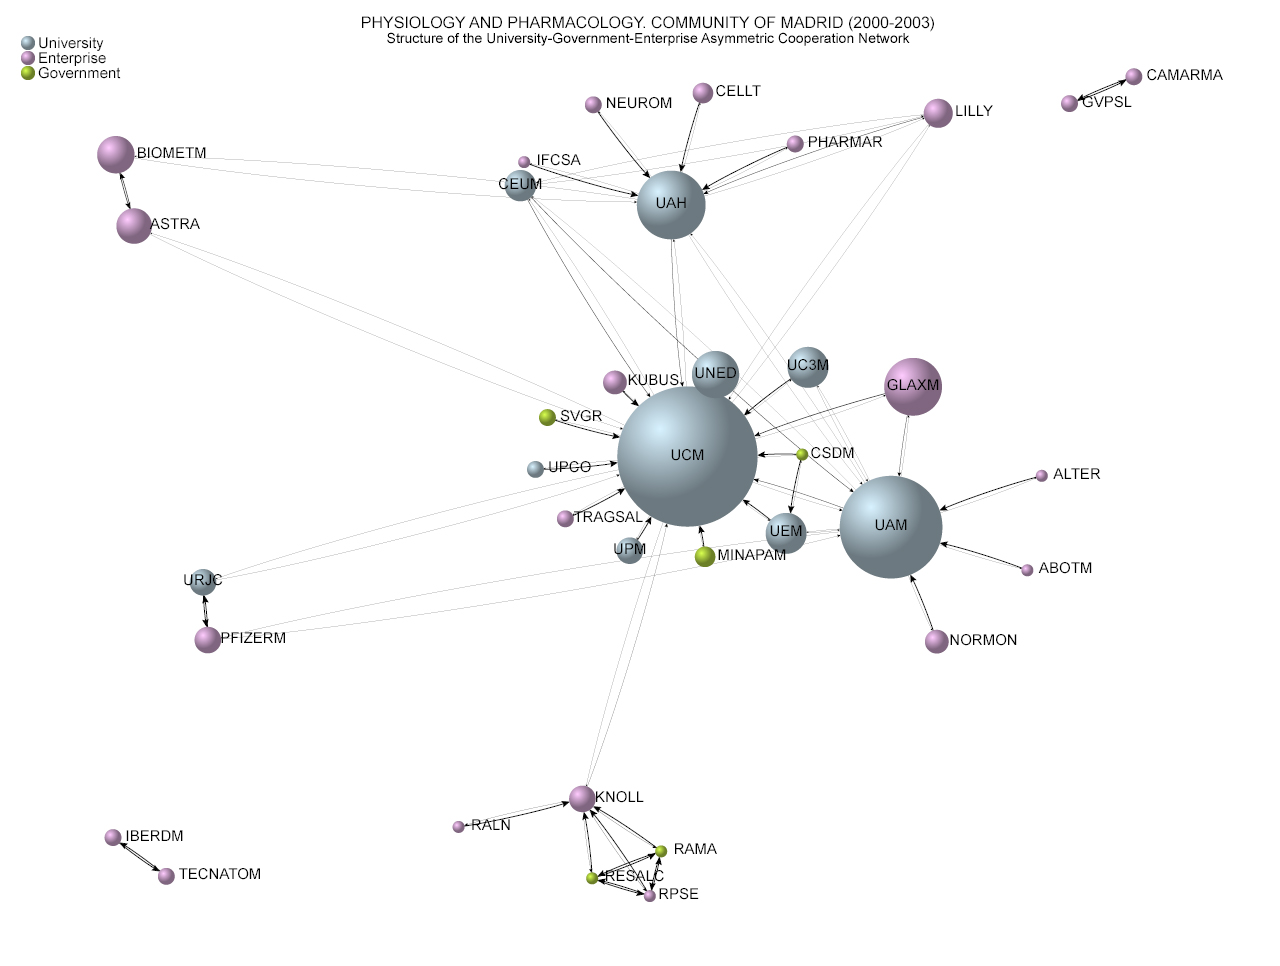 PHYSIOLOGY AND PHARMACOLOGY. COMMUNITY OF MADRID (2000-2003)
Structure of the University-Government-Enterprise Asymmetric Cooperation Network
University
Enterprise
Government
CAMARMA
GVPSL
CELLT
NEUROM
LILLY
PHARMAR
BIOMETM
IFCSA
CEUM
UAH
ASTRA
UC3M
UNED
KUBUS
GLAXM
SVGR
UCM
CSDM
UPCO
ALTER
TRAGSAL
UAM
UEM
UPM
MINAPAM
ABOTM
URJC
PFIZERM
NORMON
KNOLL
RALN
IBERDM
RAMA
TECNATOM
RESALC
RPSE